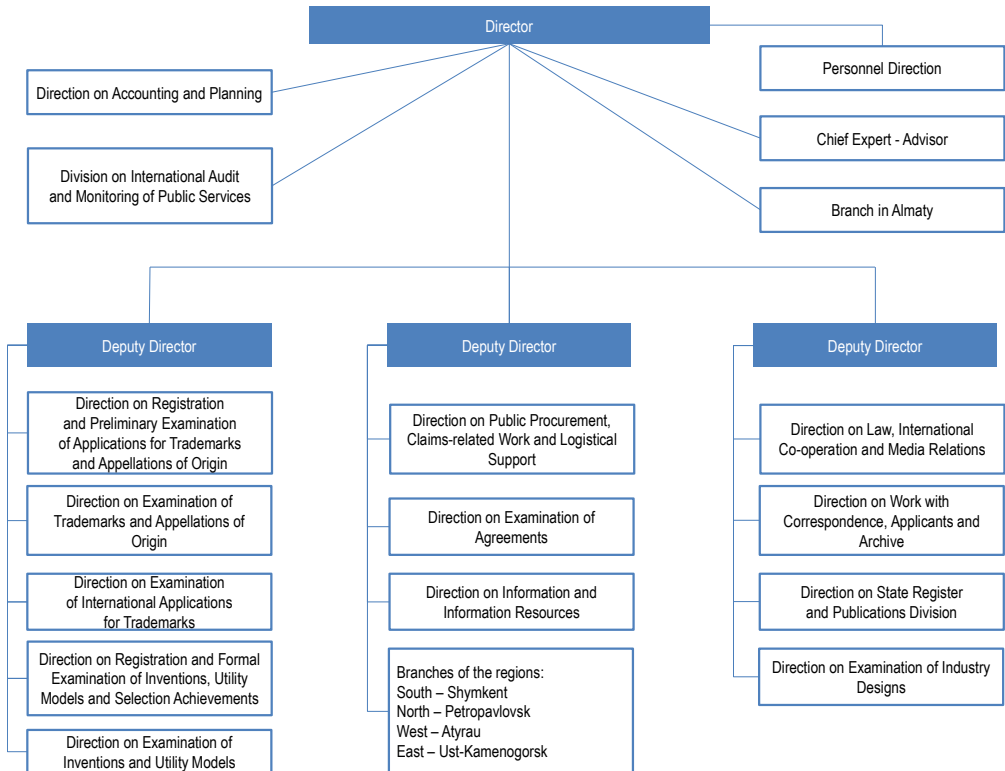 Director
Direction on Accounting and Planning
Personnel Direction
Chief Expert - Advisor
Division on International Audit
and Monitoring of Public Services
Branch in Almaty
Deputy Director
Direction on Registration
and Preliminary Examination
of Applications for Trademarks
and Appellations of Origin
Direction on Examination of
Trademarks and Appellations of
Origin
Direction on Examination
of International Applications
for Trademarks
Direction on Registration and Formal
Examination of Inventions, Utility
Models and Selection Achievements
Direction on Examination of
Inventions and Utility Models
Deputy Director
Direction on Public Procurement,
Claims-related Work and Logistical
Support
Direction on Examination of
Agreements
Direction on Information and
Information Resources
Branches of the regions:
South – Shymkent
North – Petropavlovsk
West – Atyrau
East – Ust-Kamenogorsk
Deputy Director
Direction on Law, International
Co-operation and Media Relations
Direction on Work with
Correspondence, Applicants and
Archive
Direction on State Register
and Publications Division
Direction on Examination of Industry
Designs